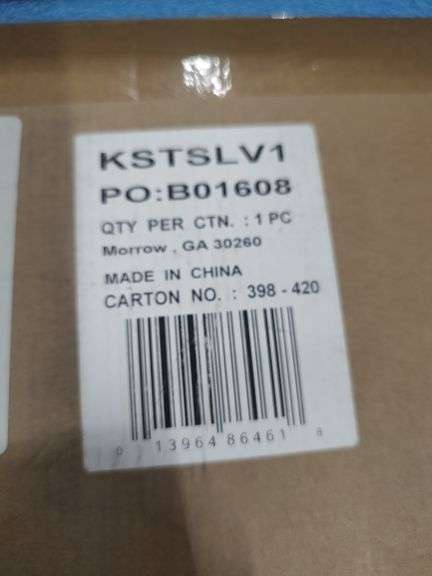 KSTSLV1
PO:B01608
QTY PER CTN. : 1 PC
Morrow , GA 30260
MADE IN CHINA
CARTON NO. : 398 - 420
0 13964 86461 8